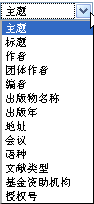 主题
主题
标题
作者
团体作者
编者
出版物名称
出版年
地址
会议
语种
文献类型
基金资助机构
授权号